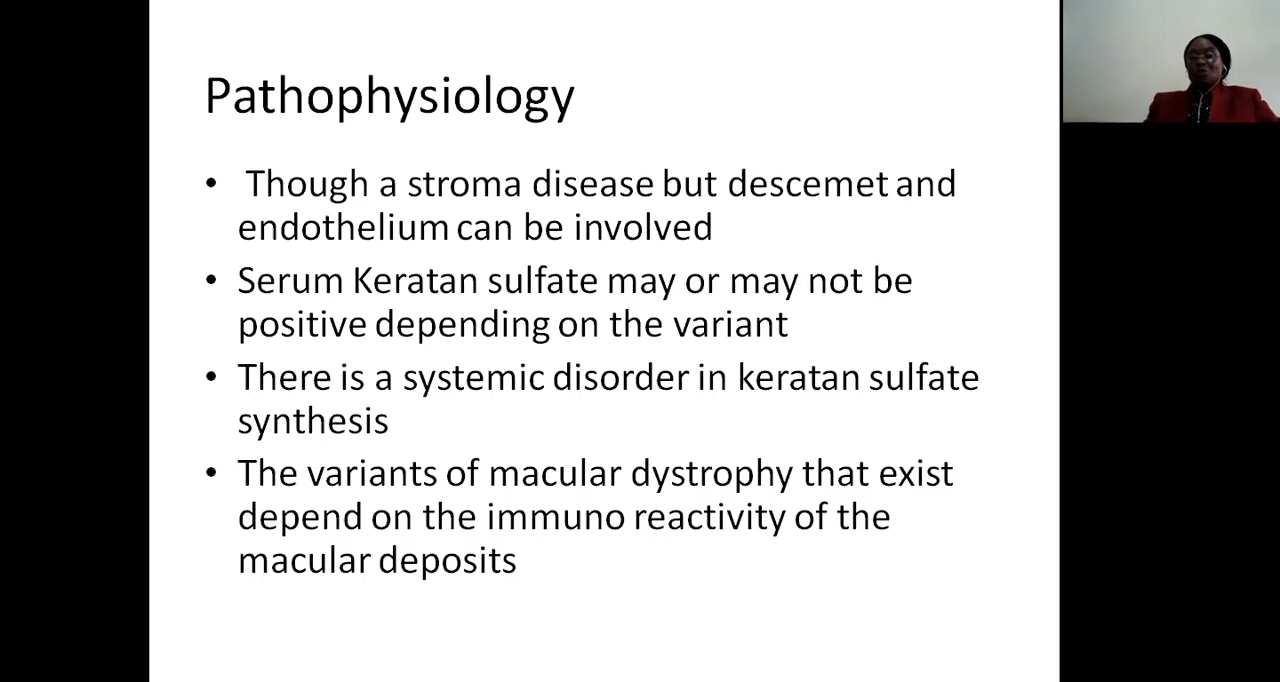 Pathophysiology
• Though a stroma disease but descemet and
endothelium can be involved
• Serum Keratan sulfate may or may not be
positive depending on the variant
• There is a systemic disorder in keratan sulfate
synthesis
• The variants of macular dystrophy that exist
depend on the immuno reactivity of the
macular deposits